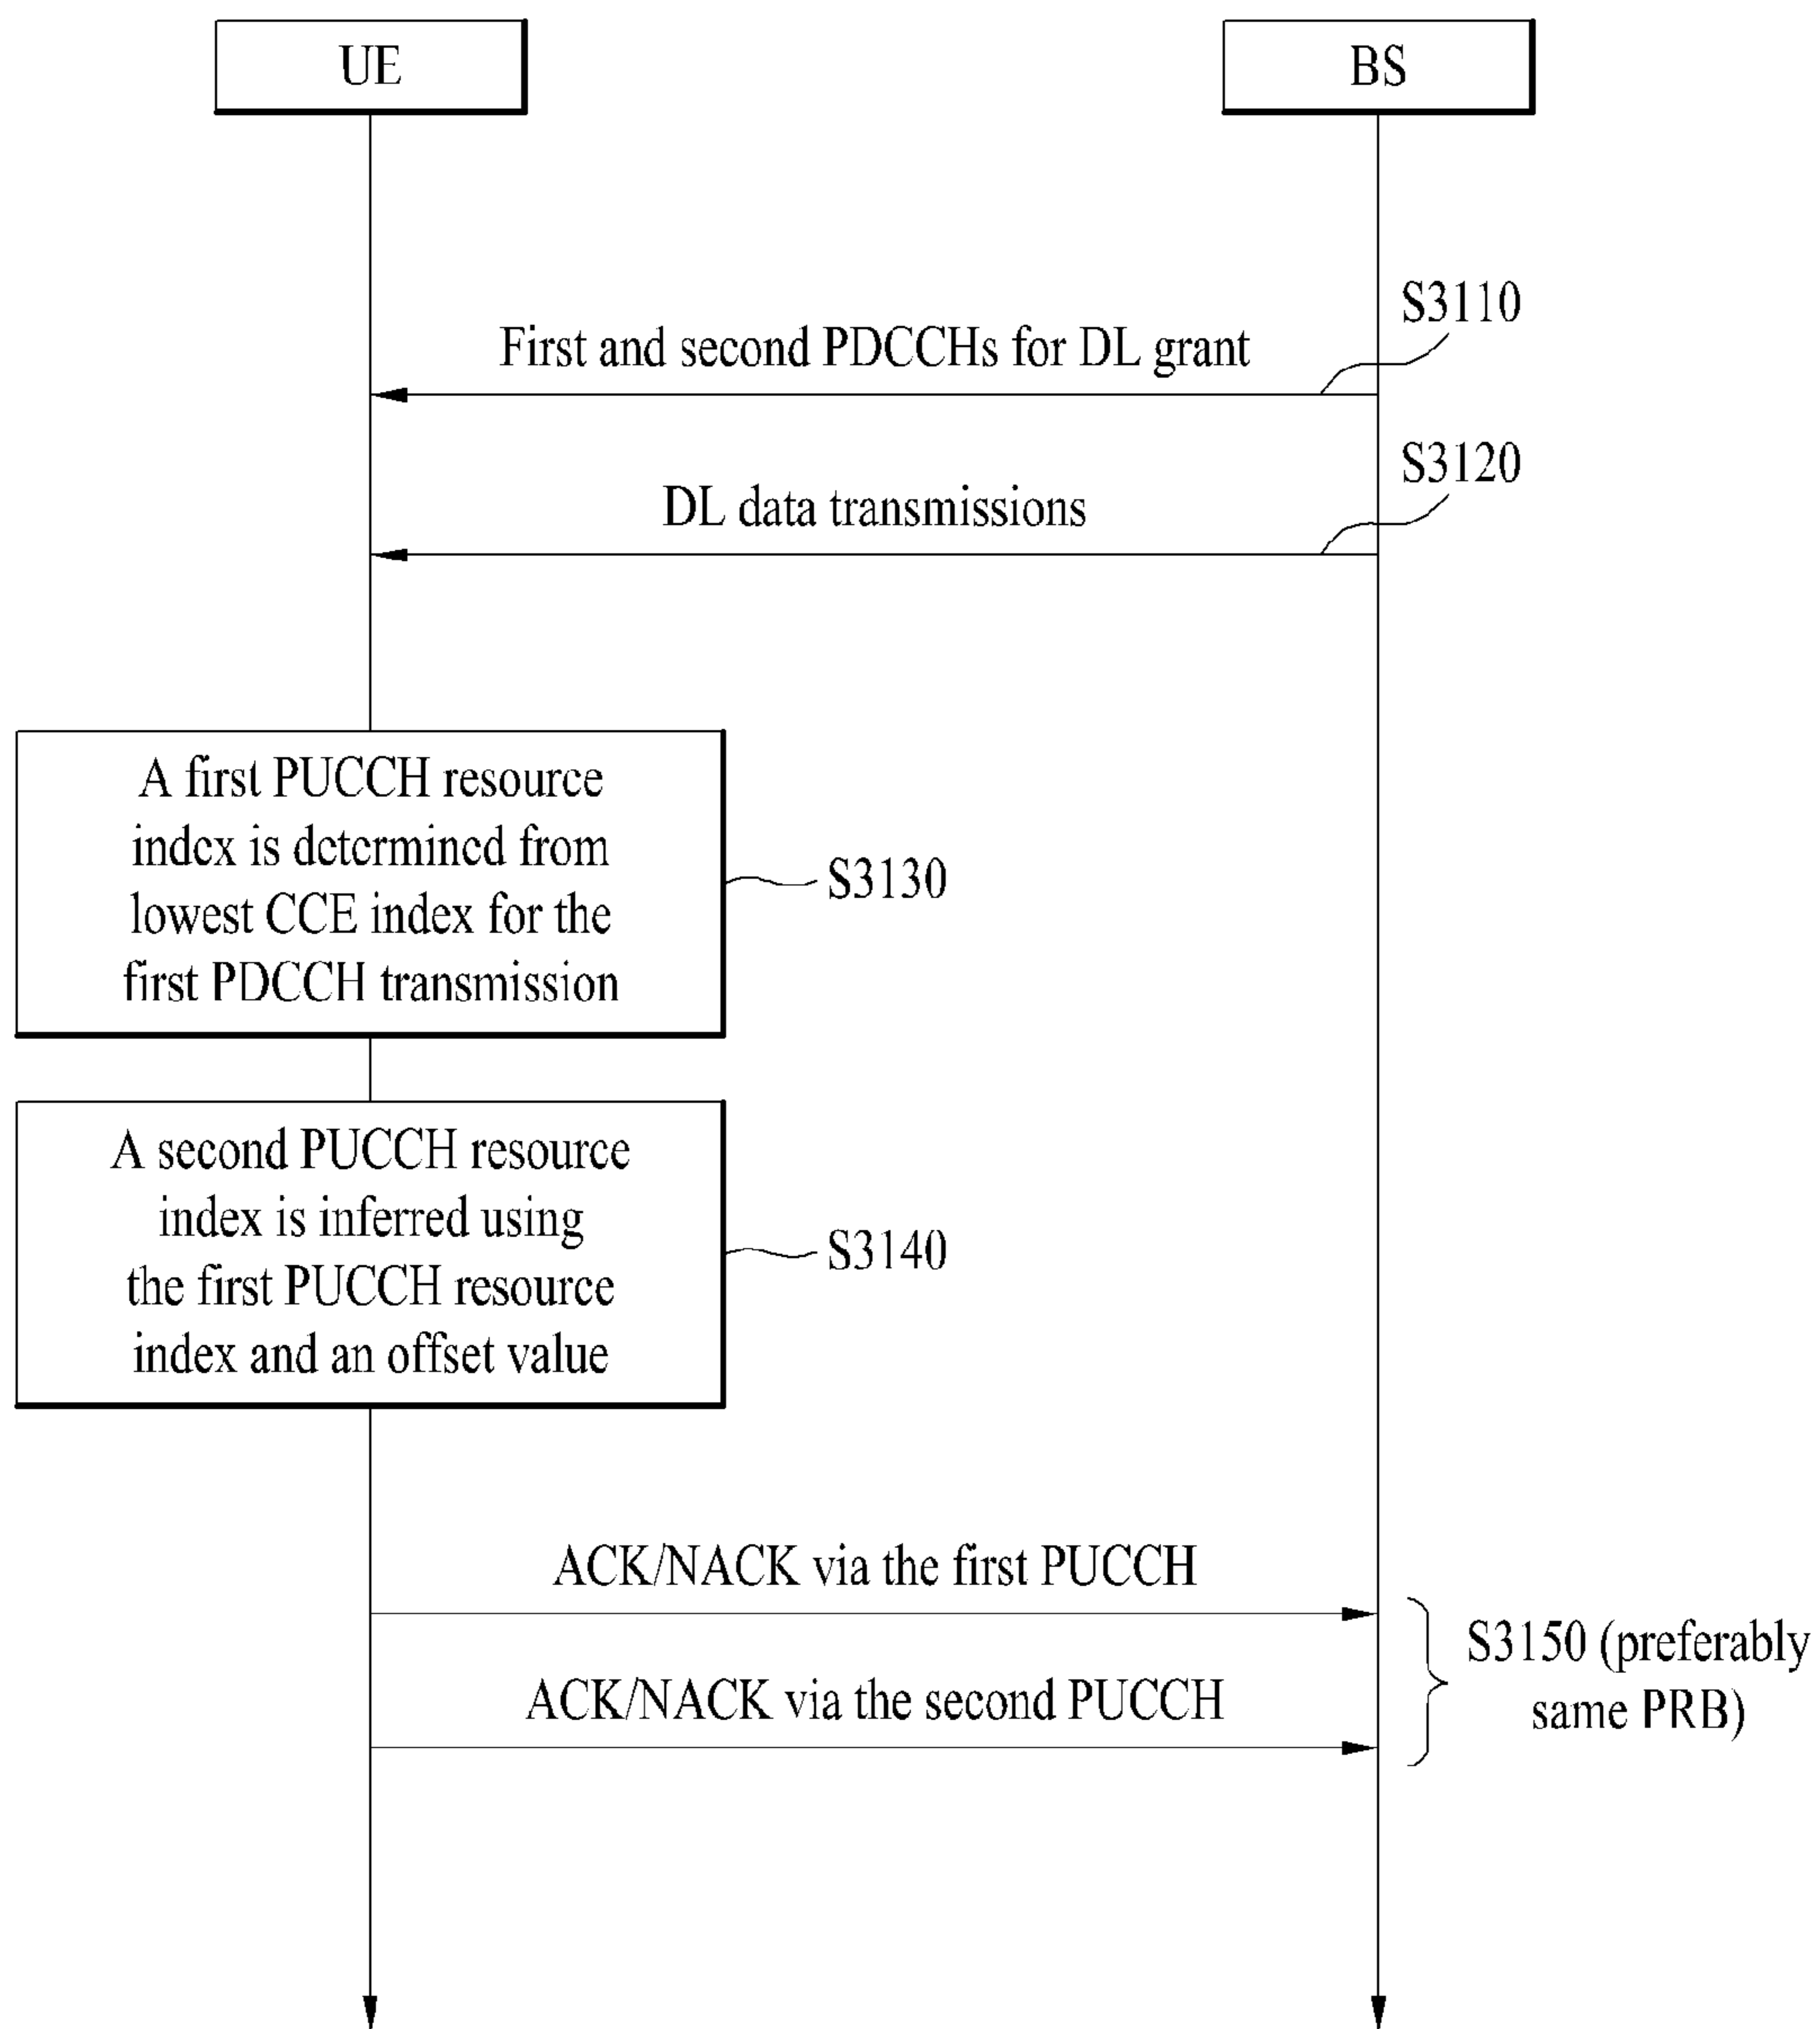 UE
BS
S3110
First and second PDCCHs for DL grant
S3120
DL data transmissions
A first PUCCH resource
index is determined from
lowest CCE index for the
first PDCCH transmission
S3130
A second PUCCH resource
index is inferred using
the first PUCCH resource
index and an offset value
S3140
ACK/NACK via the first PUCCH
ACK/NACK via the second PUCCH
S3150 (preferably
same PRB)